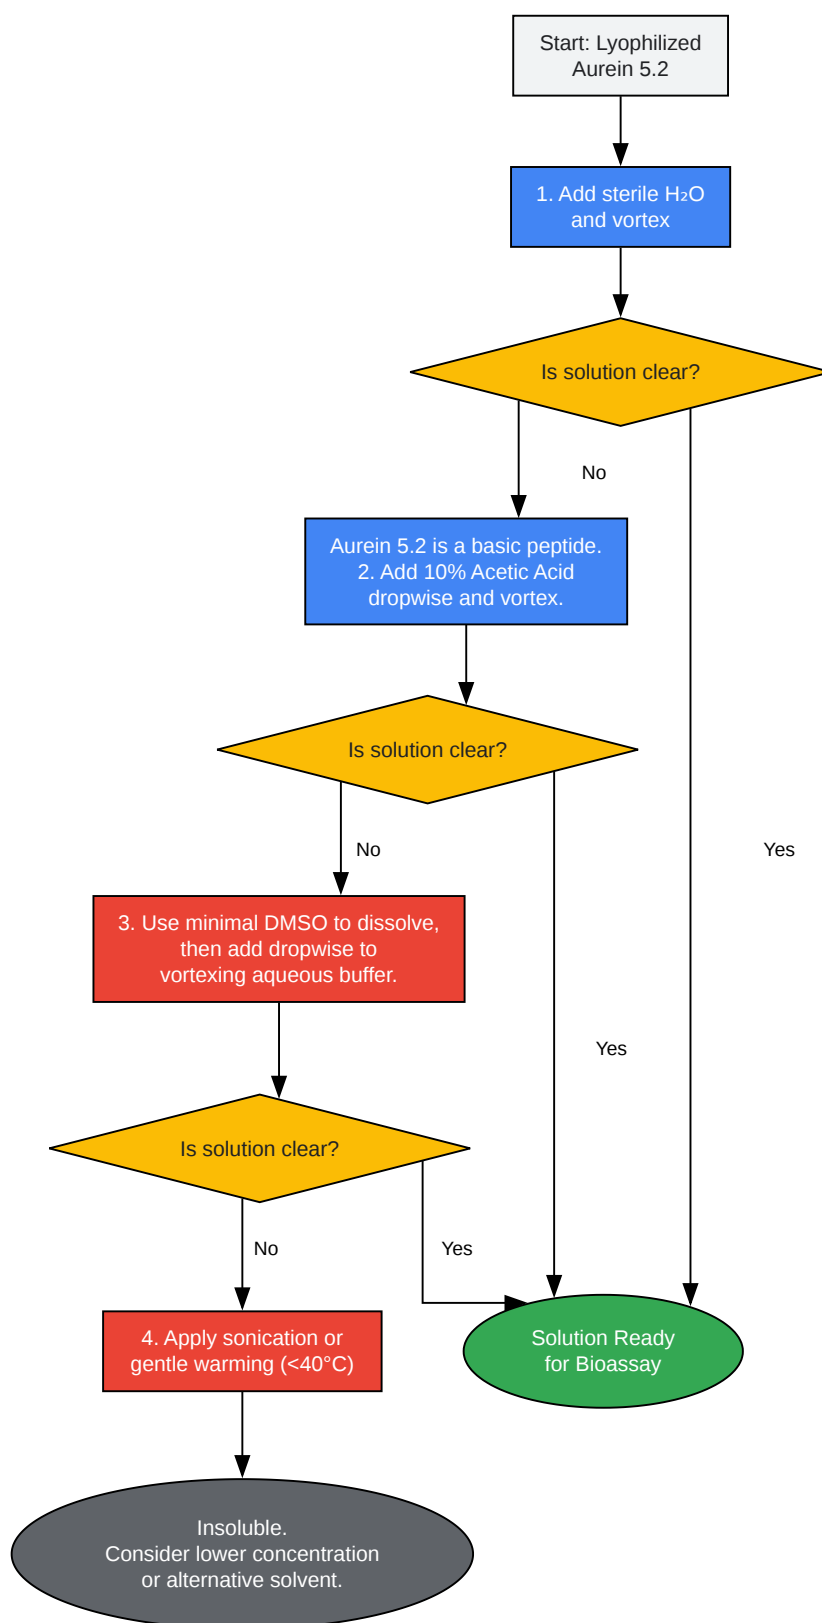 Start: Lyophilized
Aurein 5.2
1. Add sterile H₂O
and vortex
Is solution clear?
No
Aurein 5.2 is a basic peptide.
2. Add 10% Acetic Acid
dropwise and vortex.
Is solution clear?
No
Yes
3. Use minimal DMSO to dissolve,
then add dropwise to
vortexing aqueous buffer.
Yes
Is solution clear?
No
Yes
4. Apply sonication or
gentle warming (<40°C)
Solution Ready
for Bioassay
Insoluble.
Consider lower concentration
or alternative solvent.